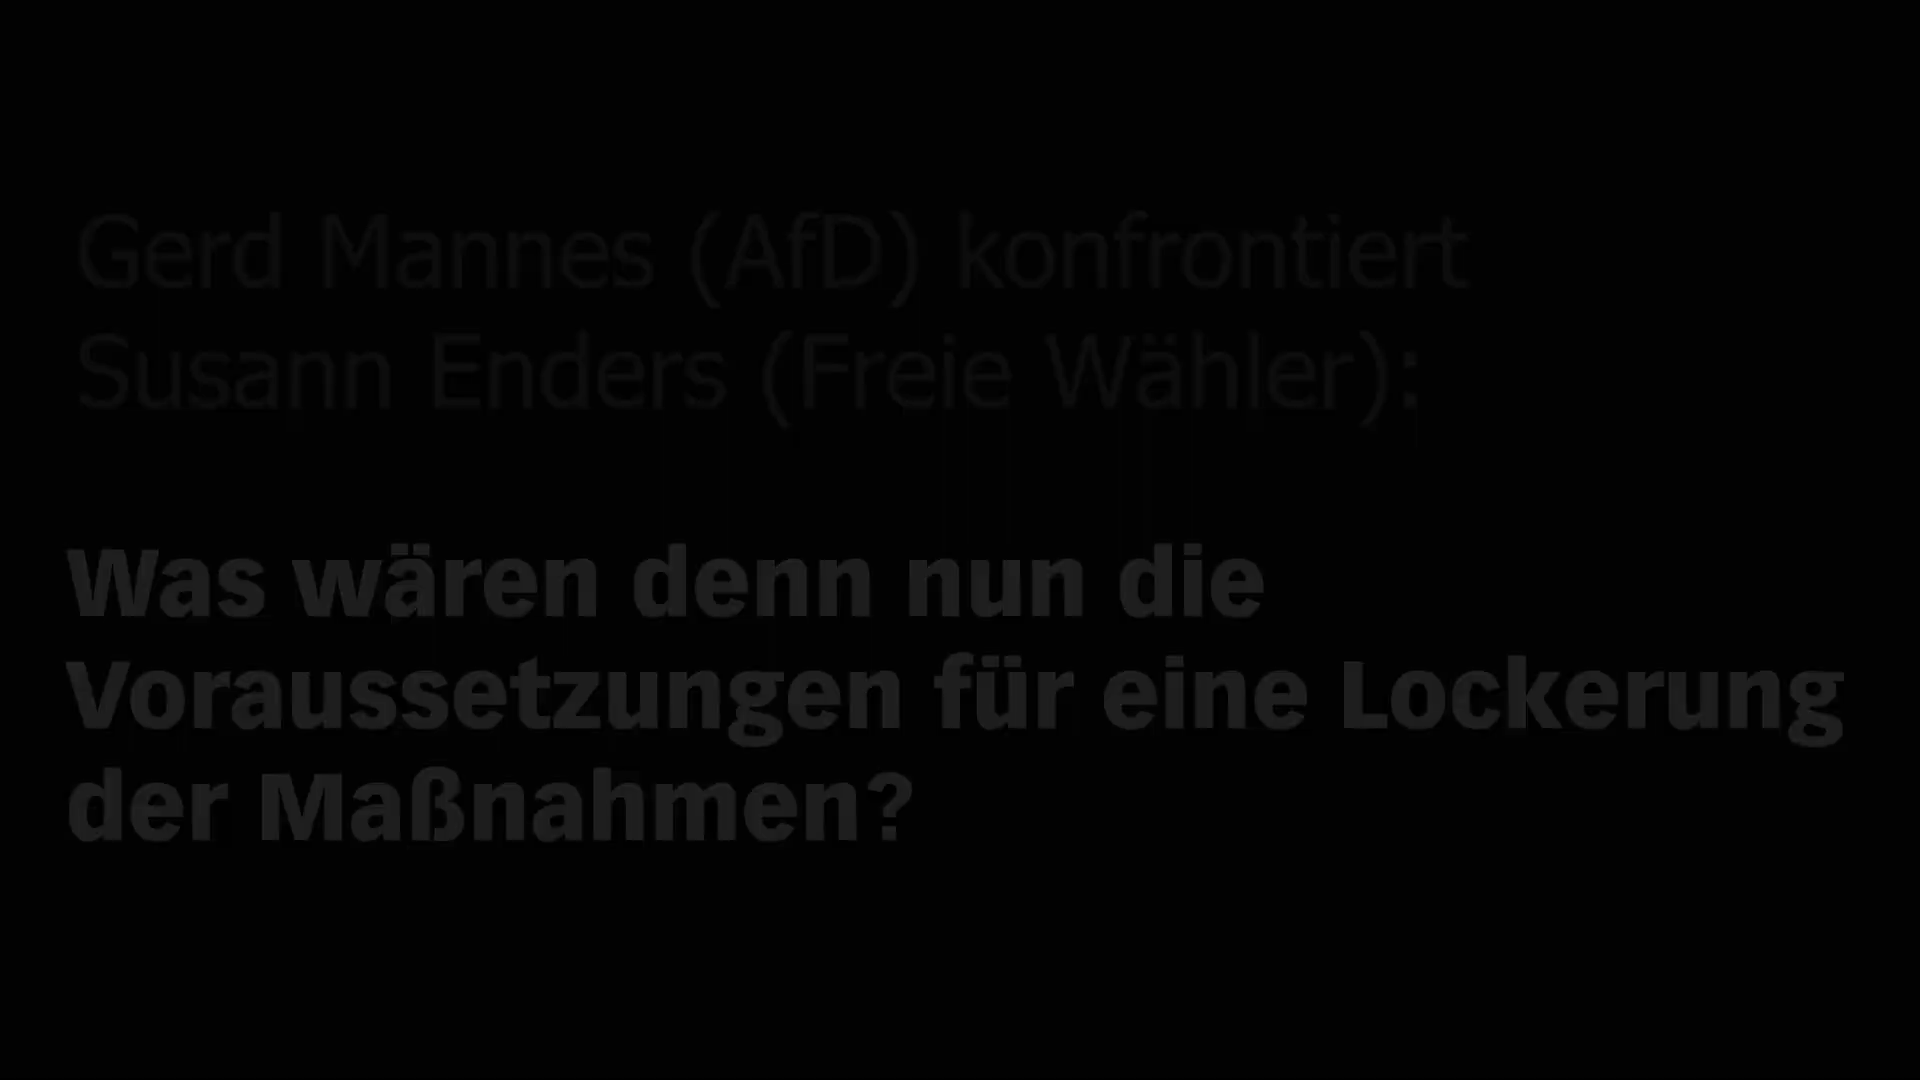 Gerd Mannes (AfD) konfrontiert
Susann Enders (Freie Wähler):
Was wären denn nun die
Voraussetzungen für eine Lockerung
der Maßnahmen?